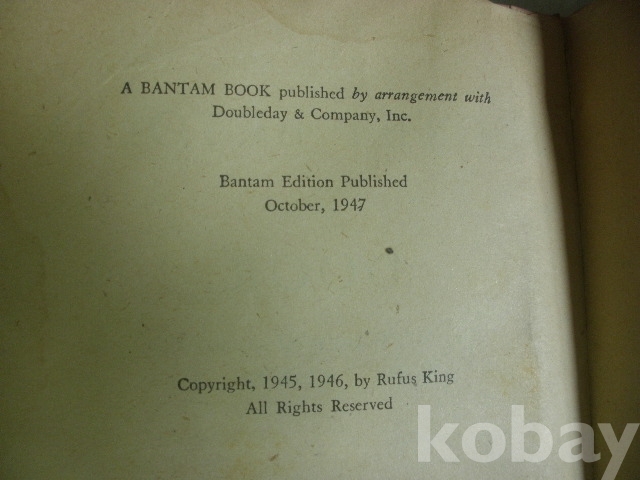 A BANTAM BOOK published by arrangement with
Doubleday & Company, Inc.
Bantam Edition Published
October, 1947
Copyright, 1945, 1946, by Rufus King
All Rights Reserved
kobay